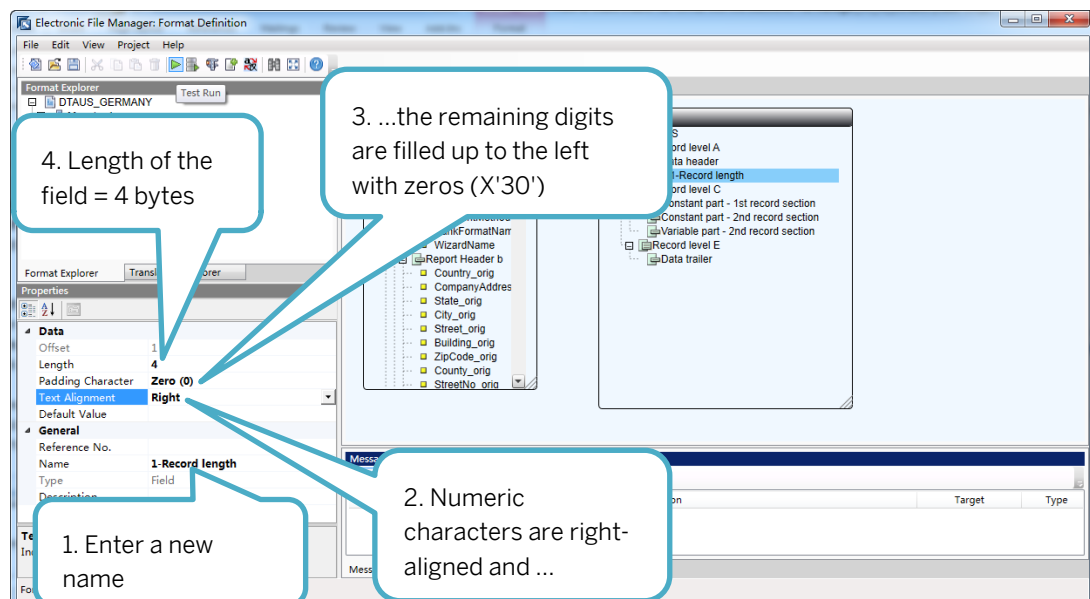 Electronic File Manager: Format Definition
File Edit View Project Help
Format Explorer
DTAUS_GERMANY
Test Run
4. Length of the
field = 4 bytes
3. ...the remaining digits
are filled up to the left
with zeros (X'30')
Data header
1-Record length
Record level C
Constant part - 1st record section
Constant part - 2nd record section
Variable part - 2nd record section
Record level E
Data trailer
WizardName
Report Header b
Country_orig
CompanyAddres
State_orig
City_orig
Street_orig
Building_orig
ZipCode_orig
County_orig
StreetNo_orig
Format Explorer
Properties
Data
Offset 1
Length 4
Padding Character Zero (0)
Text Alignment Right
Default Value
General
Reference No.
Name 1-Record length
Type Field
Description
1. Enter a new
name
2. Numeric
characters are right-
aligned and ...
Target Type